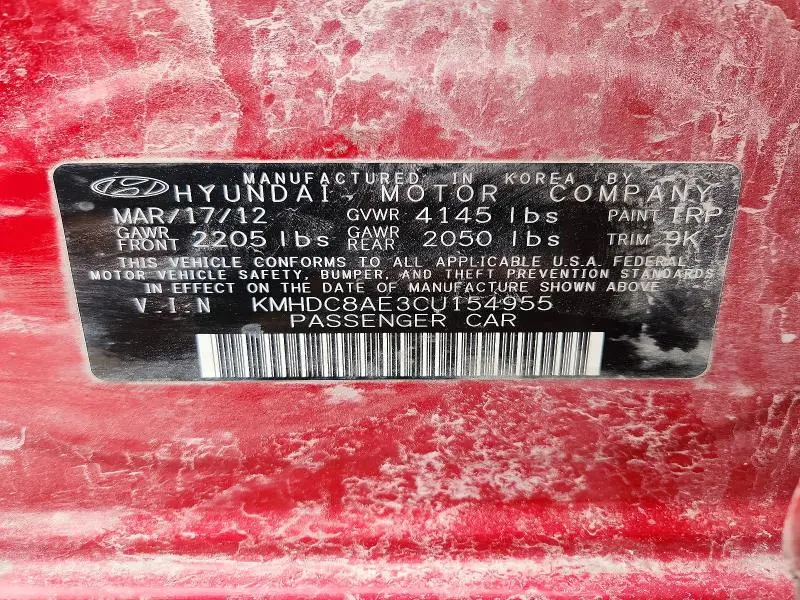 MANUFACTURED IN KOREA BY
HYUNDAI MOTOR COMPANY
MAR/17/12 GVWR 4145 lbs PAINT TRP
GAWR FRONT 2205 lbs GAWR REAR 2050 lbs TRIM 9K
THIS VEHICLE CONFORMS TO ALL APPLICABLE U.S.A. FEDERAL
MOTOR VEHICLE SAFETY, BUMPER, AND THEFT PREVENTION STANDARDS
IN EFFECT ON THE DATE OF MANUFACTURE SHOWN ABOVE.
V.I.N KMHDC8AE3CU154955
PASSENGER CAR